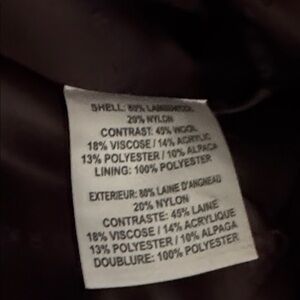 SHELL: 80% LAMBSWOOL
20% NYLON
CONTRAST: 45% WOOL
18% VISCOSE / 14% ACRYLIC
13% POLYESTER / 10% ALPACA
LINING: 100% POLYESTER
EXTERIEUR: 80% LAINE D'ANGNEAU
20% NYLON
CONTRASTE: 45% LAINE
18% VISCOSE / 14% ACRYLIQUE
13% POLYESTER / 10% ALPAGA
DOUBLURE: 100% POLYESTER